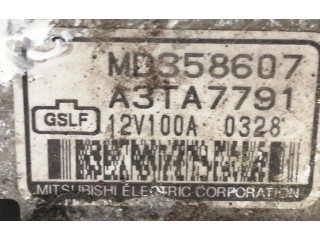 MD358607
A3TA7791
GSLF 12V100A 0328
MITSUBISHI ELECTRIC CORPORATION